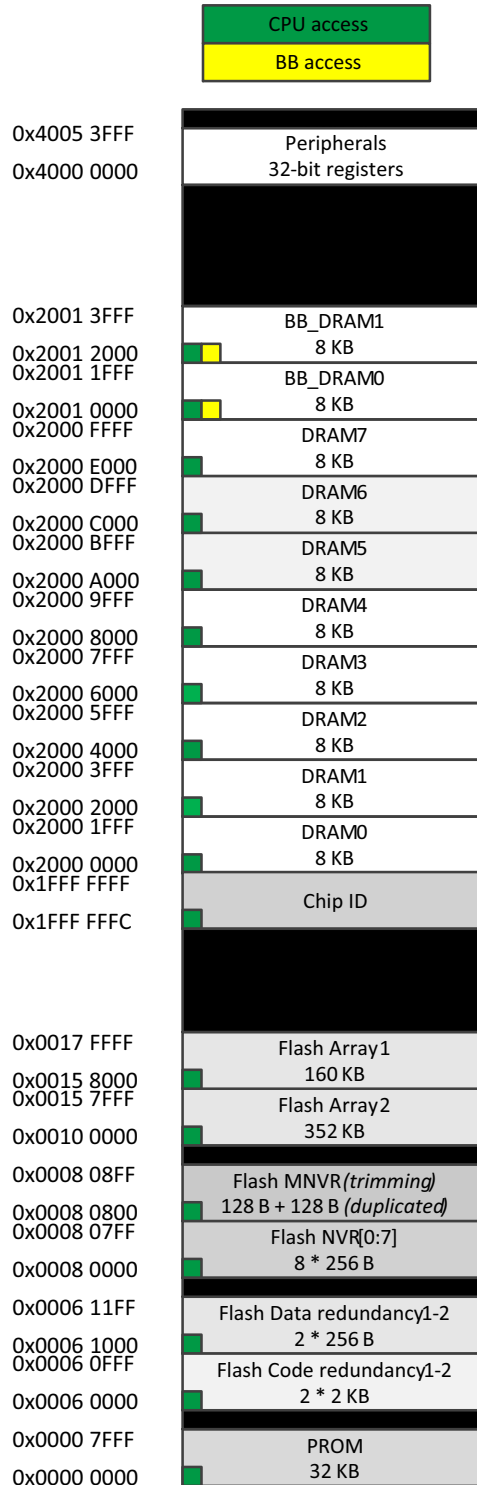 CPU access
BB access
0x4005 3FFF
Peripherals
0x4000 0000
32-bit registers
0x2001 3FFF
BB_DRAM1
8 KB
0x2001 2000
0x2001 1FFF
BB_DRAM0
8 KB
0x2001 0000
0x2000 FFFF
DRAM7
8 KB
0x2000 E000
0x2000 DFFF
DRAM6
8 KB
0x2000 C000
0x2000 BFFF
DRAM5
8 KB
0x2000 A000
0x2000 9FFF
DRAM4
8 KB
0x2000 8000
0x2000 7FFF
DRAM3
8 KB
0x2000 6000
0x2000 5FFF
DRAM2
8 KB
0x2000 4000
0x2000 3FFF
DRAM1
8 KB
0x2000 2000
0x2000 1FFF
DRAM0
8 KB
0x2000 0000
0x1FFF FFFF
Chip ID
0x1FFF FFFC
0x0017 FFFF
Flash Array1
160 KB
0x0015 8000
0x0015 7FFF
Flash Array2
352 KB
0x0010 0000
0x0008 08FF
Flash MNVR (trimming)
128 B + 128 B (duplicated)
0x0008 0800
0x0008 07FF
Flash NVR[0:7]
8 * 256 B
0x0008 0000
0x0006 11FF
Flash Data redundancy1-2
2 * 256 B
0x0006 1000
0x0006 0FFF
Flash Code redundancy1-2
2 * 2 KB
0x0006 0000
0x0000 7FFF
PROM
32 KB
0x0000 0000